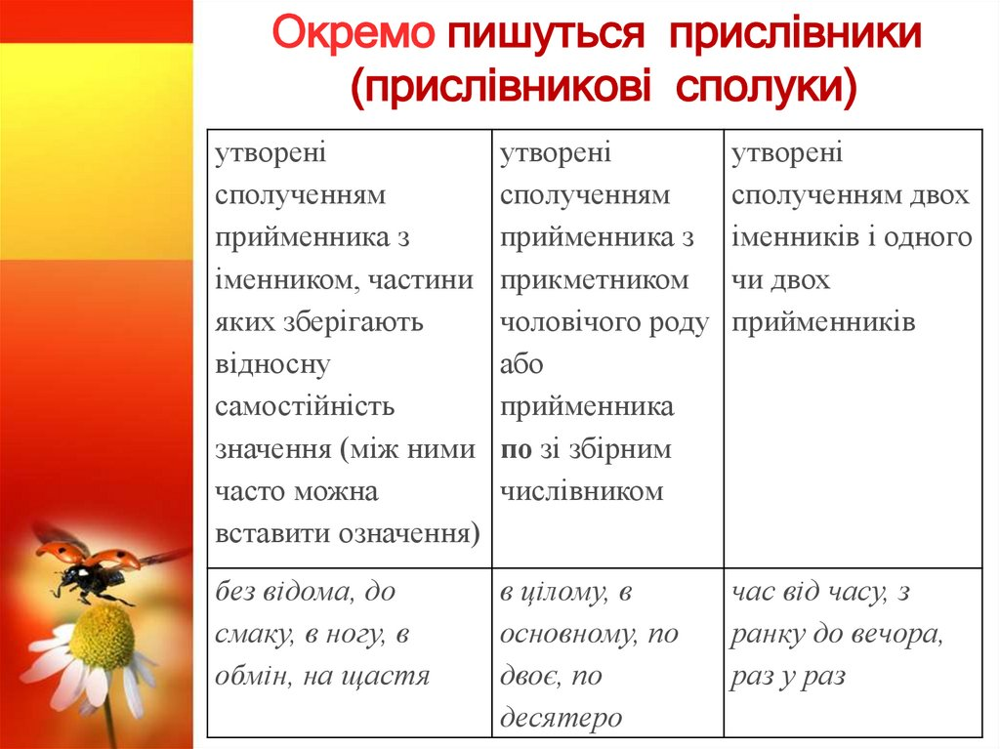 Окремо пишуться прислівники
(прислівникові сполуки)
утворені
сполученням
прийменника з
іменником, частини
яких зберігають
відносну
самостійність
значення (між ними
часто можна
вставити означення)
утворені
сполученням
прийменника з
прикметником
чоловічого роду
або
прийменника
по зі збірним
числівником
утворені
сполученням двох
іменників і одного
чи двох
прийменників
без відома, до
смаку, в ногу, в
обмін, на щастя
в цілому, в
основному, по
двоє, по
десятеро
час від часу, з
ранку до вечора,
раз у раз